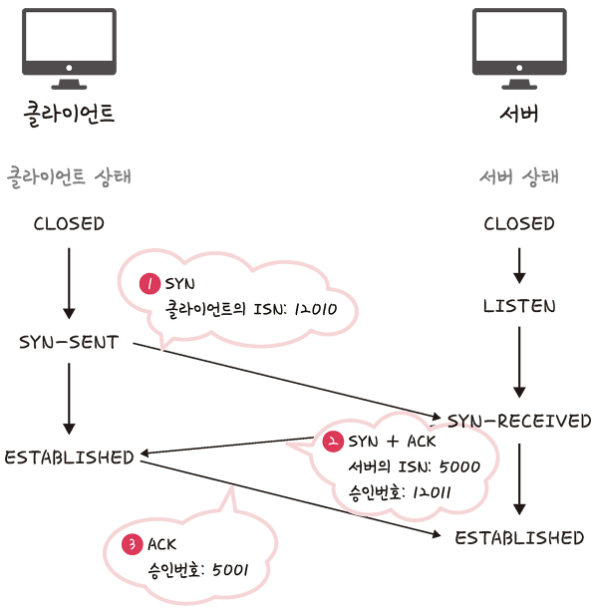 클라이언트
서버
클라이언트 상태
서버 상태
CLOSED
CLOSED
1 SYN
클라이언트의 ISN: 12010
LISTEN
SYN-SENT
SYN-RECEIVED
2 SYN + ACK
서버의 ISN: 5000
승인번호: 12011
ESTABLISHED
ESTABLISHED
3 ACK
승인번호: 5001